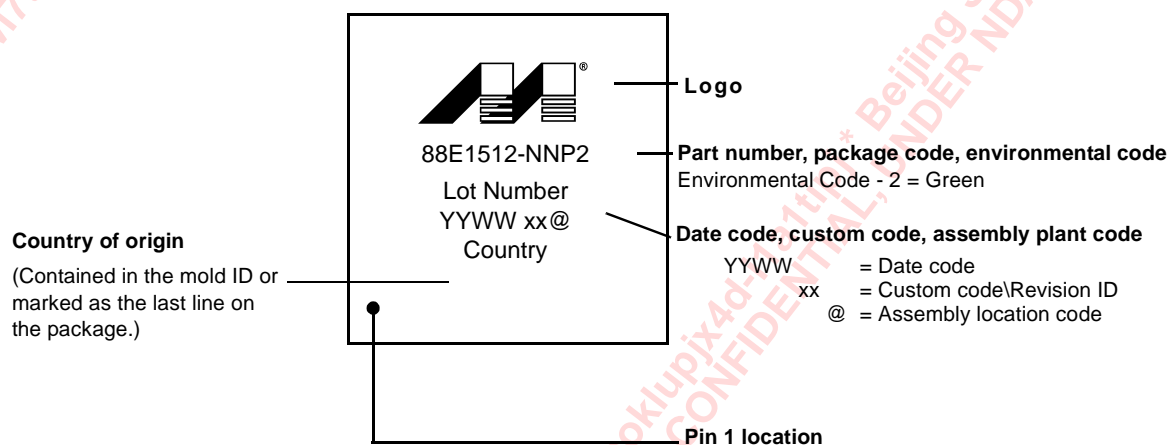 ®
Logo
88E1512-NNP2
Part number, package code, environmental code
Environmental Code - 2 = Green
Lot Number
YYWW xx@
Country
Date code, custom code, assembly plant code
YYWW = Date code
xx = Custom code\Revision ID
@ = Assembly location code
Country of origin
(Contained in the mold ID or
marked as the last line on
the package.)
Pin 1 location
* Beijing
CONFIDENTIAL, UNDER NDA